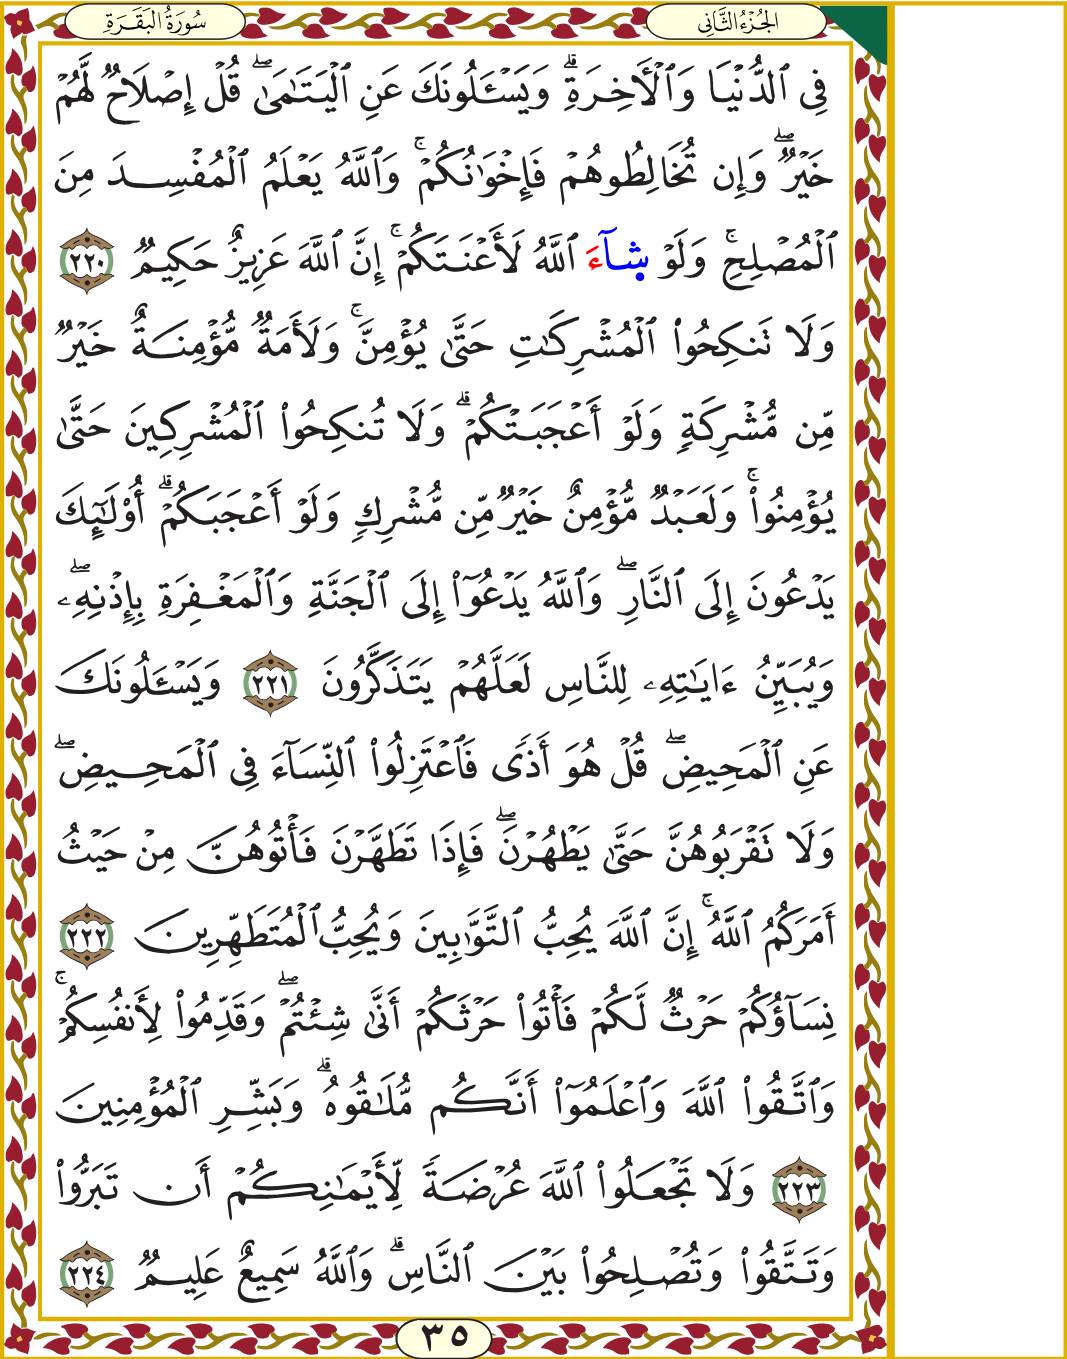 الجُزْءُ الثَّانِي
سُورَةُ البَقَرَةِ
فِي ٱلدُّنۡيَا وَٱلۡأٓخِرَةِۗ وَيَسۡـَٔلُونَكَ عَنِ ٱلۡيَتَٰمَىٰۖ قُلۡ إِصۡلَاحٞ لَّهُمۡ
خَيۡرٞۖ وَإِن تُخَالِطُوهُمۡ فَإِخۡوَٰنُكُمۡۚ وَٱللَّهُ يَعۡلَمُ ٱلۡمُفۡسِدَ مِنَ
ٱلۡمُصۡلِحِۚ وَلَوۡ شَآءَ ٱللَّهُ لَأَعۡنَتَكُمۡۚ إِنَّ ٱللَّهَ عَزِيزٌ حَكِيمٞ ٢٢٠
وَلَا تَنكِحُواْ ٱلۡمُشۡرِكَٰتِ حَتَّىٰ يُؤۡمِنَّۚ وَلَأَمَةٞ مُّؤۡمِنَةٌ خَيۡرٞ
مِّن مُّشۡرِكَةٖ وَلَوۡ أَعۡجَبَتۡكُمۡۗ وَلَا تُنكِحُواْ ٱلۡمُشۡرِكِينَ حَتَّىٰ
يُؤۡمِنُواْۚ وَلَعَبۡدٞ مُّؤۡمِنٌ خَيۡرٞ مِّن مُّشۡرِكٖ وَلَوۡ أَعۡجَبَكُمۡۗ أُوْلَٰٓئِكَ
يَدۡعُونَ إِلَى ٱلنَّارِۖ وَٱللَّهُ يَدۡعُوٓاْ إِلَى ٱلۡجَنَّةِ وَٱلۡمَغۡفِرَةِ بِإِذۡنِهِۦۖ
وَيُبَيِّنُ ءَايَٰتِهِۦ لِلنَّاسِ لَعَلَّهُمۡ يَتَذَكَّرُونَ ٢٢١ وَيَسۡـَٔلُونَكَ
عَنِ ٱلۡمَحِيضِۖ قُلۡ هُوَ أَذٗى فَٱعۡتَزِلُواْ ٱلنِّسَآءَ فِي ٱلۡمَحِيضِۖ
وَلَا تَقۡرَبُوهُنَّ حَتَّىٰ يَطۡهُرۡنَۖ فَإِذَا تَطَهَّرۡنَ فَأۡتُوهُنَّ مِنۡ حَيۡثُ
أَمَرَكُمُ ٱللَّهُۚ إِنَّ ٱللَّهَ يُحِبُّ ٱلتَّوَّٰبِينَ وَيُحِبُّ ٱلۡمُتَطَهِّرِينَ ٢٢٢
نِسَآؤُكُمۡ حَرۡثٞ لَّكُمۡ فَأۡتُواْ حَرۡثَكُمۡ أَنَّىٰ شِئۡتُمۡۖ وَقَدِّمُواْ لِأَنفُسِكُمۡۚ
وَٱتَّقُواْ ٱللَّهَ وَٱعۡلَمُوٓاْ أَنَّكُم مُّلَٰقُوهُۗ وَبَشِّرِ ٱلۡمُؤۡمِنِينَ
٢٢٣ وَلَا تَجۡعَلُواْ ٱللَّهَ عُرۡضَةٗ لِّأَيۡمَٰنِكُمۡ أَن تَبَرُّواْ
وَتَتَّقُواْ وَتُصۡلِحُواْ بَيۡنَ ٱلنَّاسِۗ وَٱللَّهُ سَمِيعٌ عَلِيمٞ ٢٢٤
٣٥